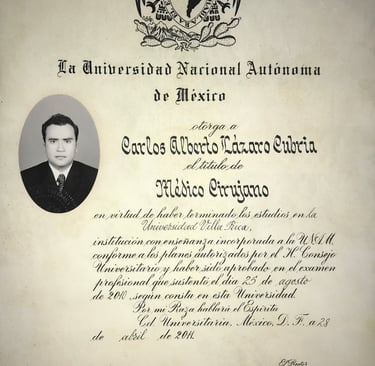 La Universidad Nacional Autónoma
de México
otorga a
Carlos Alberto Lázaro Cubria
el título de
Médico Cirujano
en virtud de haber terminado los estudios en la
Universidad Villa Rica,
institución con enseñanza incorporada a la U.N.A.M.
conforme a los planes autorizados por el H. Consejo
Universitario y haber sido aprobado en el examen
profesional que sustentó el día 25 de agosto
de 2010, según consta en esta Universidad.
Por mi Raza hablará el Espíritu
Cd. Universitaria, México, D. F. a 28
de abril de 2011.
El Rector